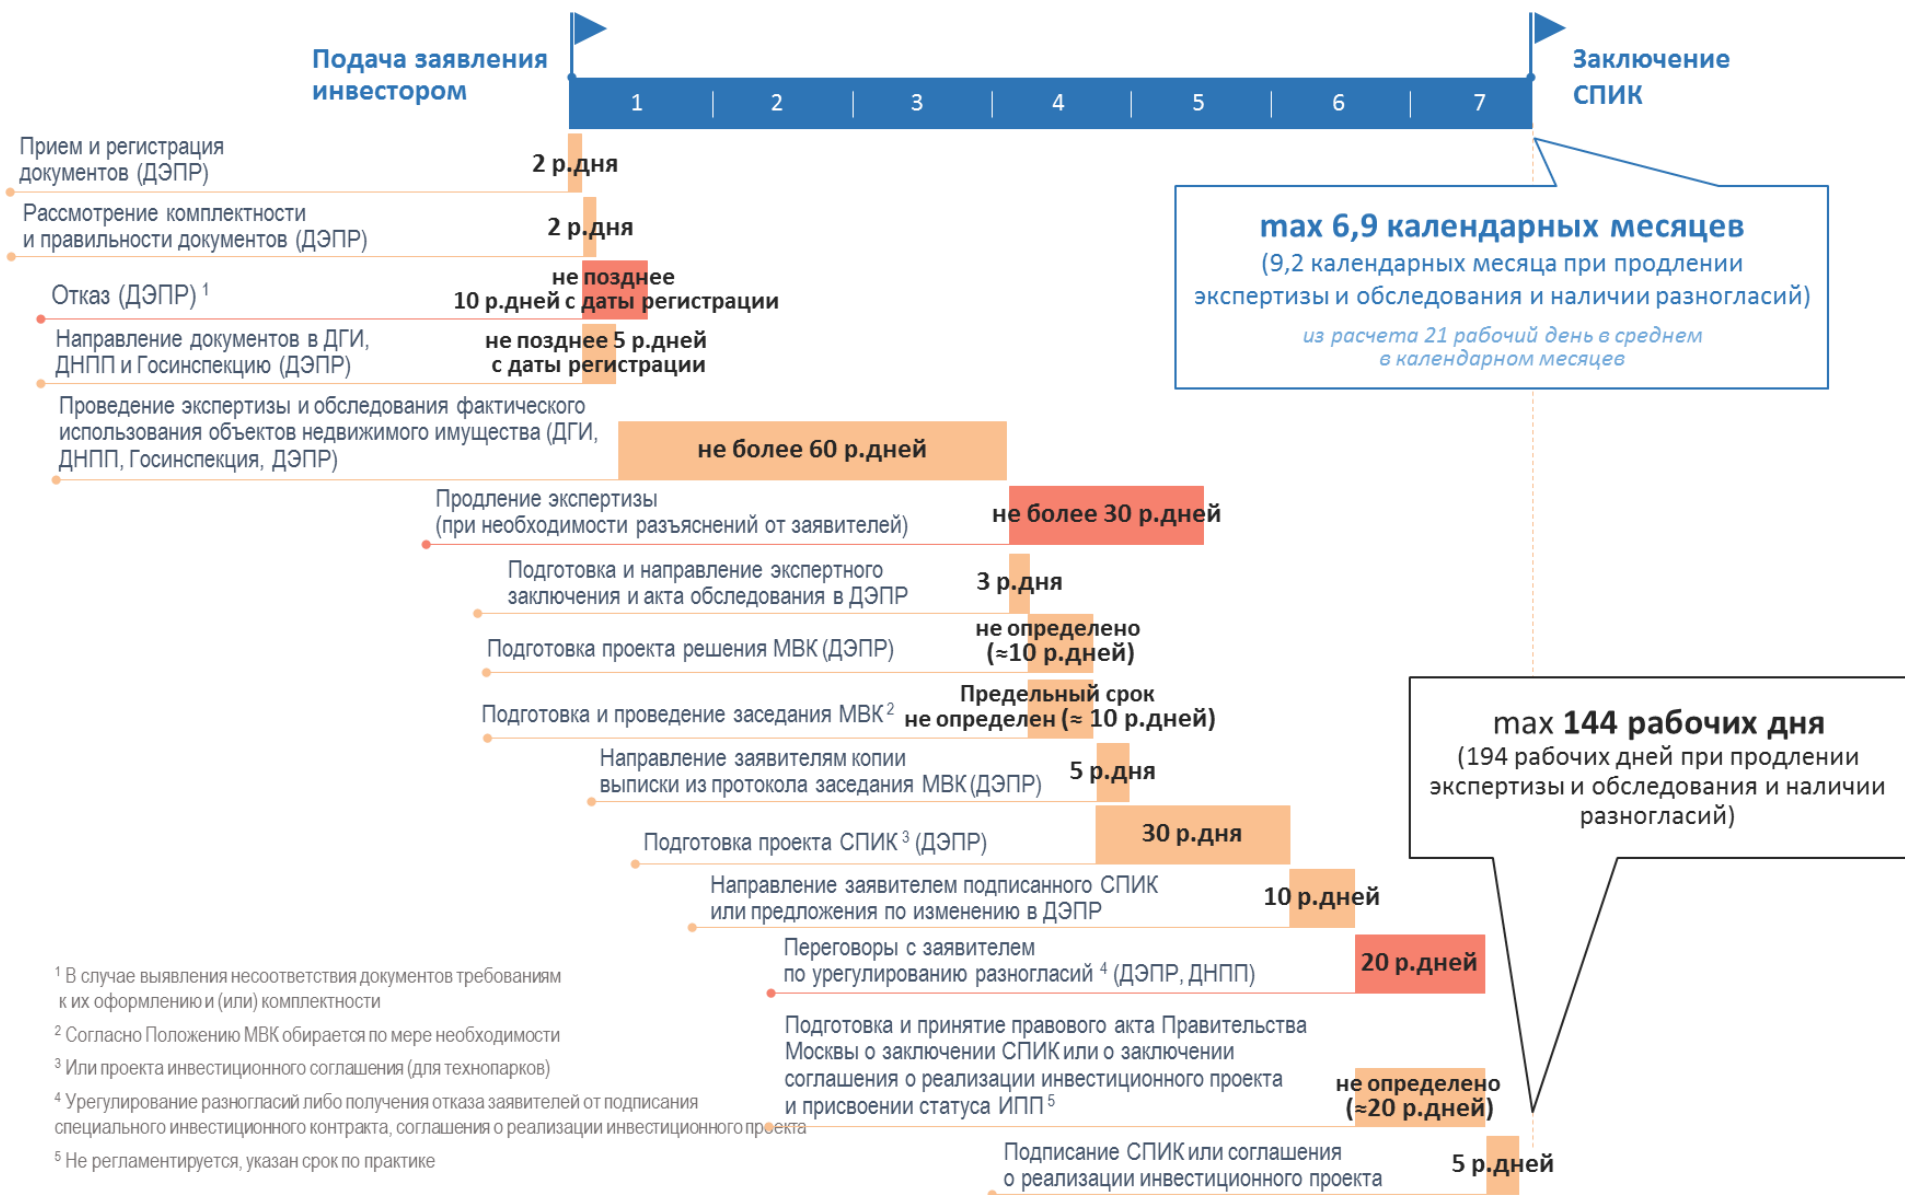 Подача заявления
инвестором
Заключение
СПИК
1 2 3 4 5 6 7
Прием и регистрация
документов (ДЭПР)
2 р.дня
Рассмотрение комплектности
и правильности документов (ДЭПР)
2 р.дня
Отказ (ДЭПР) 1
не позднее
10 р.дней с даты регистрации
Направление документов в ДГИ,
ДНПП и Госинспекцию (ДЭПР)
не позднее 5 р.дней
с даты регистрации
Проведение экспертизы и обследования фактического
использования объектов недвижимого имущества (ДГИ,
ДНПП, Госинспекция, ДЭПР)
не более 60 р.дней
Продление экспертизы
(при необходимости разъяснений от заявителей)
не более 30 р.дней
Подготовка и направление экспертного
заключения и акта обследования в ДЭПР
3 р.дня
Подготовка проекта решения МВК (ДЭПР)
не определено
(≈10 р.дней)
Подготовка и проведение заседания МВК 2
Предельный срок
не определен (≈ 10 р.дней)
Направление заявителям копии
выписки из протокола заседания МВК (ДЭПР)
5 р.дня
Подготовка проекта СПИК 3 (ДЭПР)
30 р.дня
Направление заявителем подписанного СПИК
или предложения по изменению в ДЭПР
10 р.дней
Переговоры с заявителем
по урегулированию разногласий 4 (ДЭПР, ДНПП)
20 р.дней
Подготовка и принятие правового акта Правительства
Москвы о заключении СПИК или о заключении
соглашения о реализации инвестиционного проекта
и присвоении статуса ИПП 5
не определено
(≈20 р.дней)
Подписание СПИК или соглашения
о реализации инвестиционного проекта
5 р.дней
max 6,9 календарных месяцев
(9,2 календарных месяца при продлении
экспертизы и обследования и наличии разногласий)
из расчета 21 рабочий день в среднем
в календарном месяцев
max 144 рабочих дня
(194 рабочих дней при продлении
экспертизы и обследования и наличии
разногласий)
1 В случае выявления несоответствия документов требованиям
к их оформлению и (или) комплектности
2 Согласно Положению МВК обирается по мере необходимости
3 Или проекта инвестиционного соглашения (для технопарков)
4 Урегулирование разногласий либо получения отказа заявителей от подписания
специального инвестиционного контракта, соглашения о реализации инвестиционного проекта
5 Не регламентируется, указан срок по практике